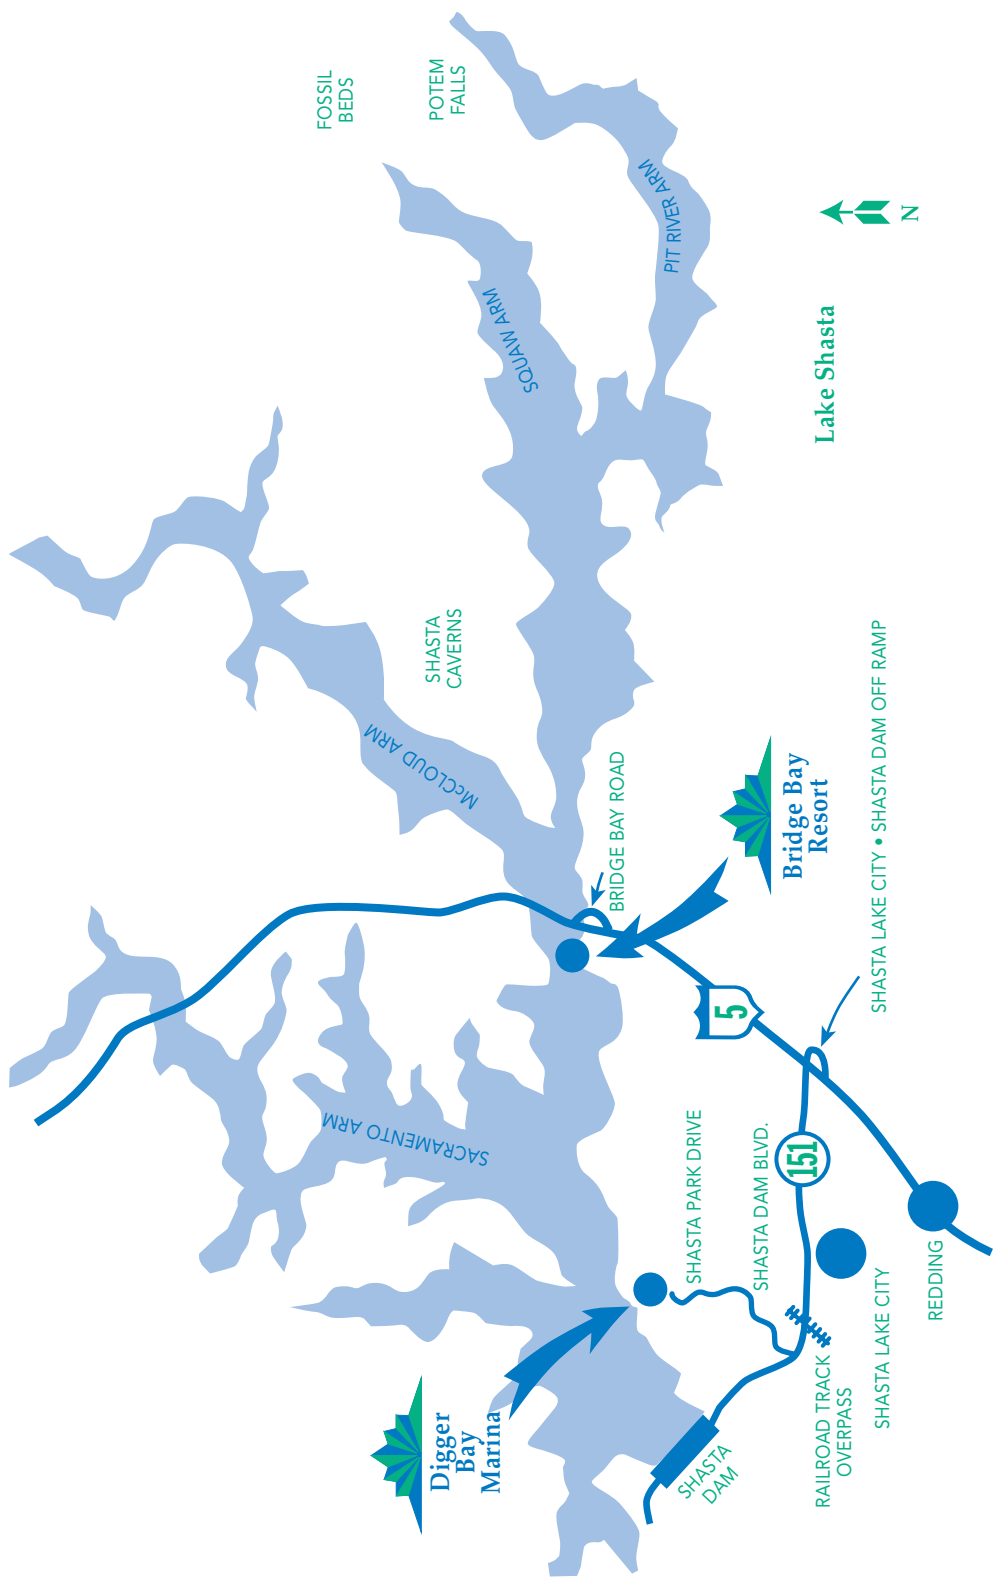 FOSSIL
BEDS
POTEM
FALLS
PIT RIVER ARM
SQUAW ARM
N
Lake Shasta
SHASTA
CAVERNS
McCLOUD ARM
BRIDGE BAY ROAD
Bridge Bay
Resort
SHASTA LAKE CITY • SHASTA DAM OFF RAMP
5
SACRAMENTO ARM
SHASTA PARK DRIVE
SHASTA DAM BLVD.
151
REDDING
SHASTA LAKE CITY
RAILROAD TRACK
OVERPASS
Digger
Bay
Marina
SHASTA
DAM